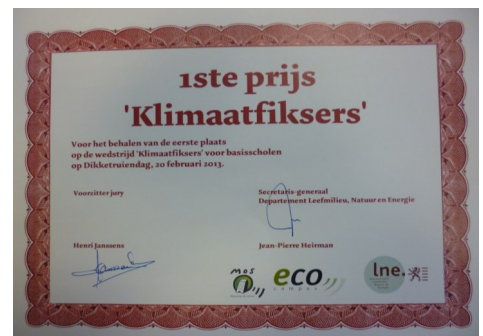 1ste prijs
'Klimaatfiksers'
Voor het behalen van de eerste plaats
op de wedstrijd 'Klimaatfiksers' voor basisscholen
op Dikketruiendag, 20 februari 2013.
Voorzitter jury
Secretaris-generaal
Departement Leefmilieu, Natuur en Energie
Henri Janssens
Jean-Pierre Heirman
MOS
eco
campus
lne.